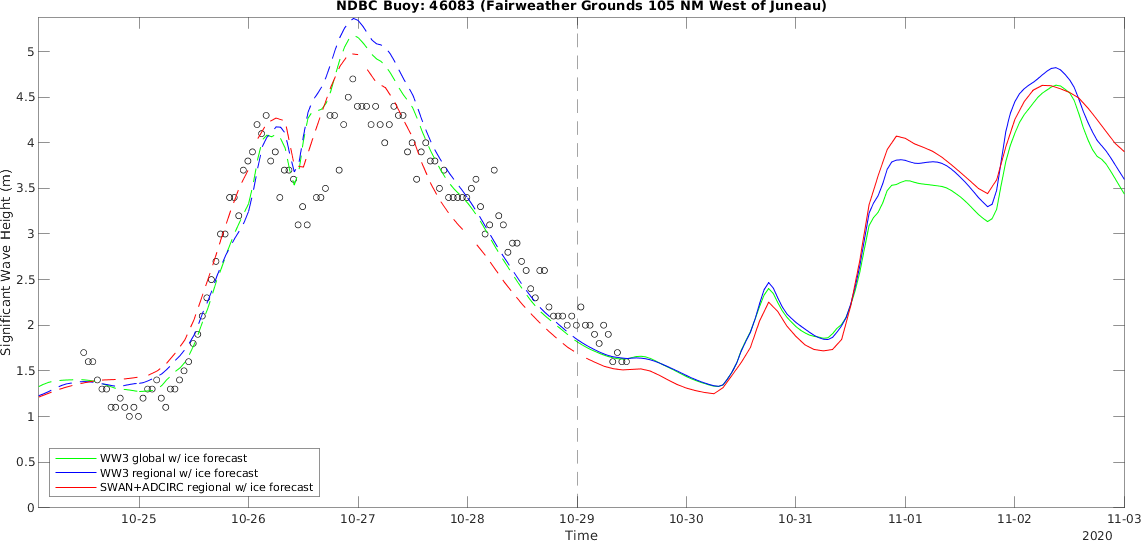 NDBC Buoy: 46083 (Fairweather Grounds 105 NM West of Juneau)
Significant Wave Height (m)
5
4.5
4
3.5
3
2.5
2
1.5
1
0.5
0
WW3 global w/ ice forecast
WW3 regional w/ ice forecast
SWAN+ADCIRC regional w/ ice forecast
10-25 10-26 10-27 10-28 10-29 10-30 10-31 11-01 11-02 11-03
Time 2020